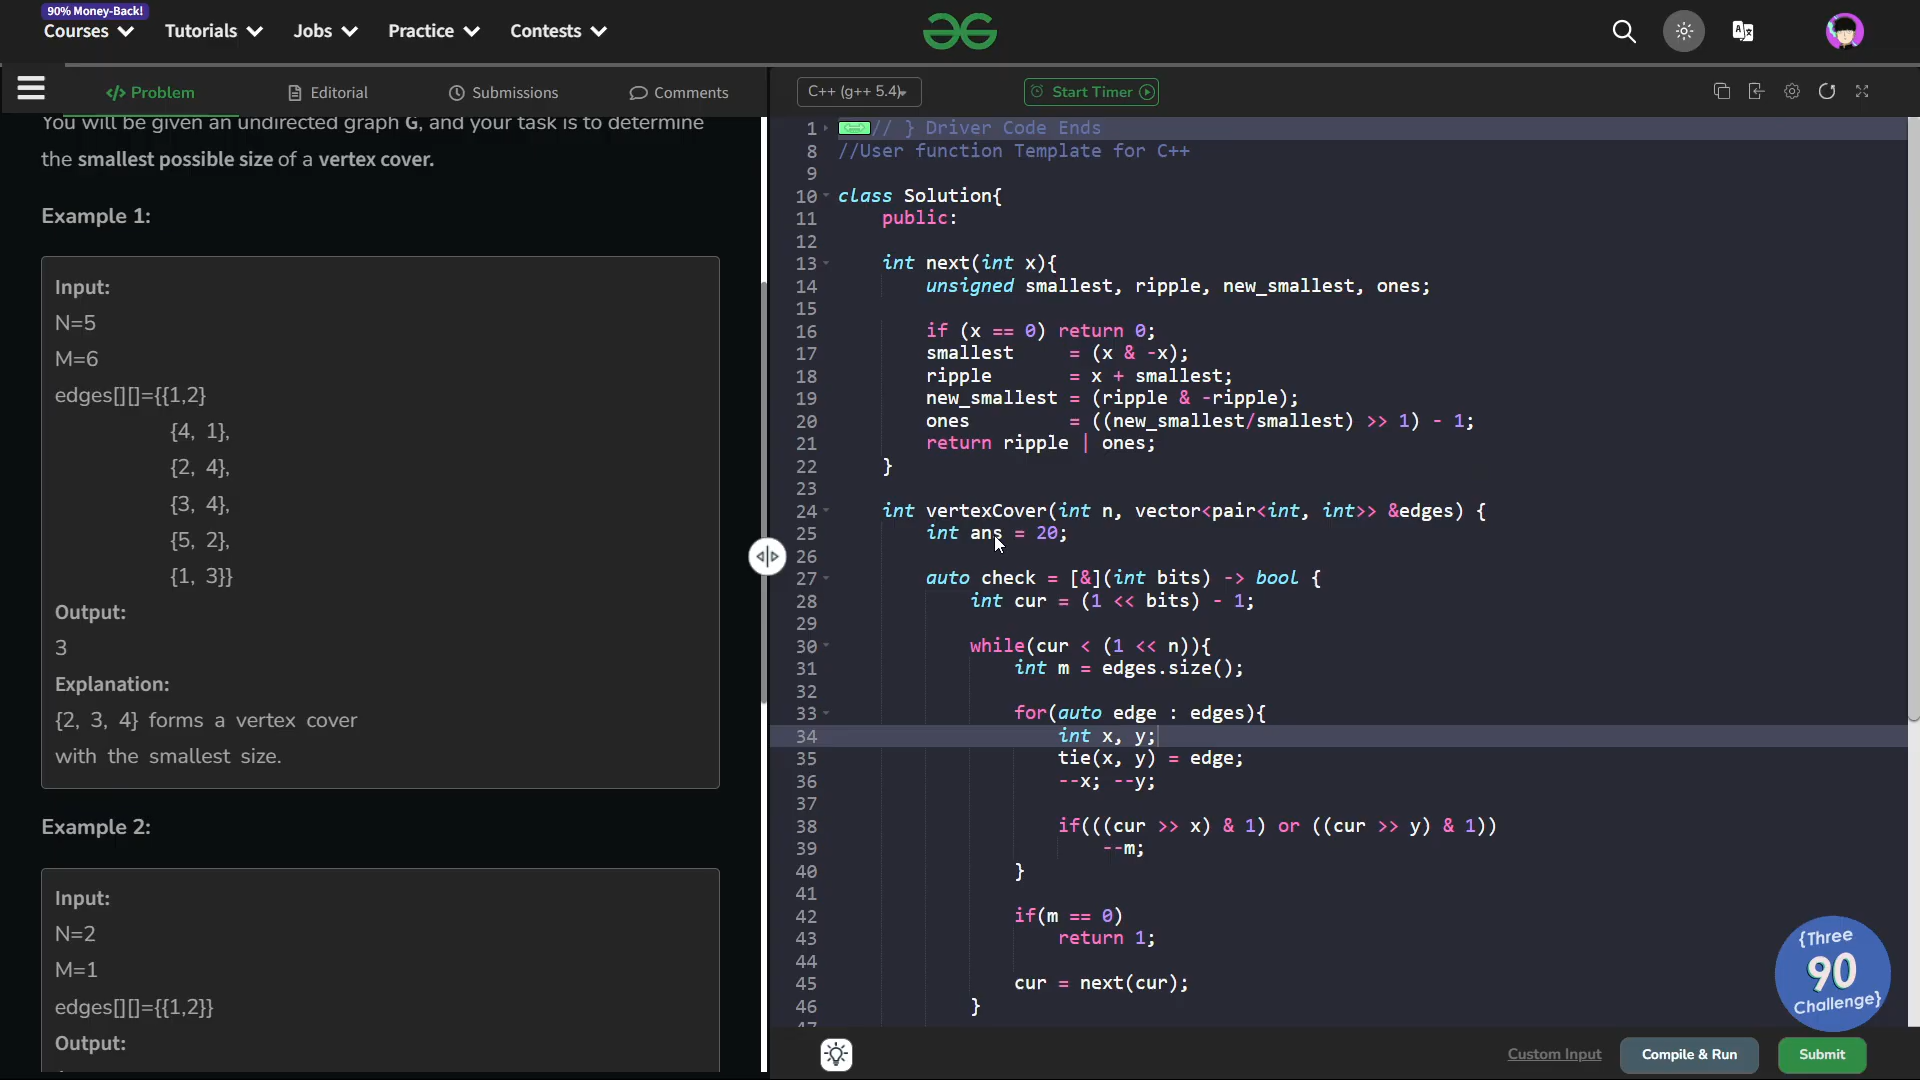 90% Money-Back!
Courses Tutorials Jobs Practice Contests
</> Problem Editorial Submissions Comments
You will be given an undirected graph G, and your task is to determine
the smallest possible size of a vertex cover.
Example 1:
Input:
N=5
M=6
edges[][]={{1,2}
{4, 1},
{2, 4},
{3, 4},
{5, 2},
{1, 3}}
Output:
3
Explanation:
{2, 3, 4} forms a vertex cover
with the smallest size.
Example 2:
Input:
N=2
M=1
edges[][]={{1,2}}
Output:
C++ (g++ 5.4)
Start Timer
1 // } Driver Code Ends
8 //User function Template for C++
9
10 class Solution{
11 public:
12
13 int next(int x){
14 unsigned smallest, ripple, new_smallest, ones;
15
16 if (x == 0) return 0;
17 smallest = (x & -x);
18 ripple = x + smallest;
19 new_smallest = (ripple & -ripple);
20 ones = ((new_smallest/smallest) >> 1) - 1;
21 return ripple | ones;
22 }
23
24 int vertexCover(int n, vector<pair<int, int>> &edges) {
25 int ans = 20;
26
27 auto check = [&](int bits) -> bool {
28 int cur = (1 << bits) - 1;
29
30 while(cur < (1 << n)){
31 int m = edges.size();
32
33 for(auto edge : edges){
34 int x, y;
35 tie(x, y) = edge;
36 --x; --y;
37
38 if(((cur >> x) & 1) or ((cur >> y) & 1))
39 --m;
40 }
41
42 if(m == 0)
43 return 1;
44
45 cur = next(cur);
46 }
{Three
90
Challenge}
Custom Input
Compile & Run
Submit